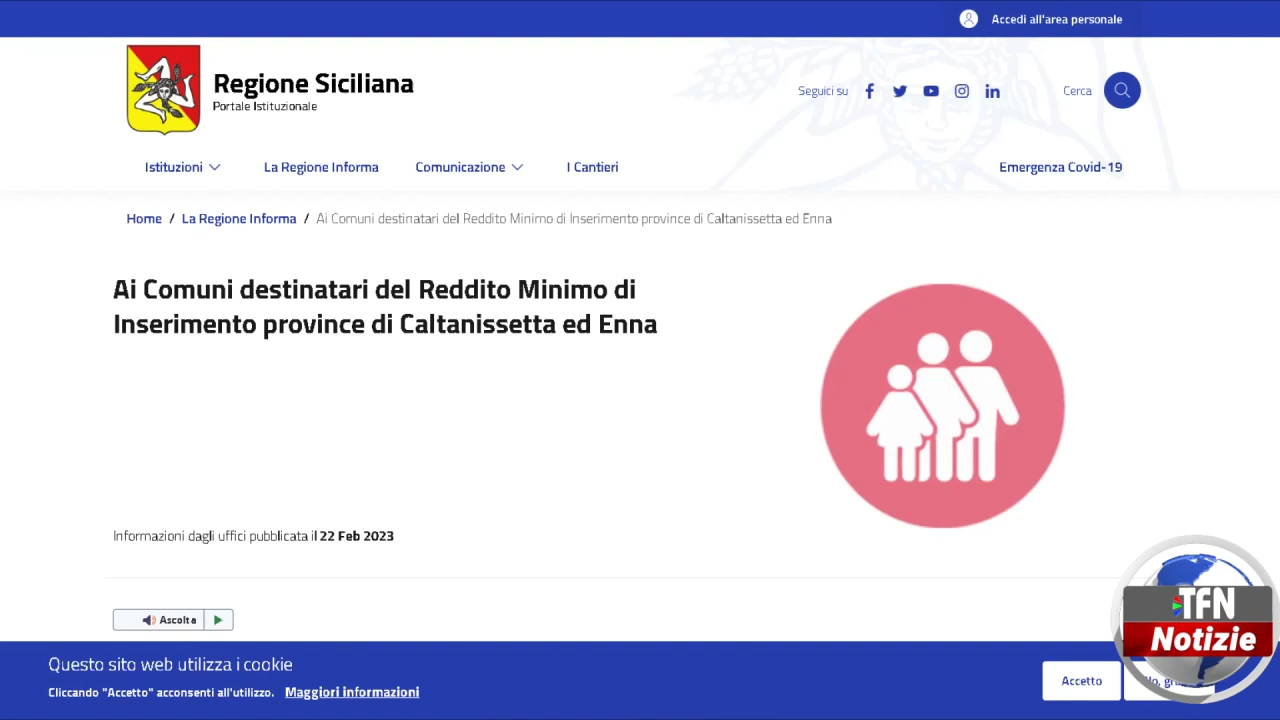 Accedi all'area personale
Regione Siciliana
Portale Istituzionale
Seguici su
Cerca
Istituzioni
La Regione Informa
Comunicazione
I Cantieri
Emergenza Covid-19
Home / La Regione Informa / Ai Comuni destinatari del Reddito Minimo di Inserimento province di Caltanissetta ed Enna
Ai Comuni destinatari del Reddito Minimo di
Inserimento province di Caltanissetta ed Enna
Informazioni dagli uffici pubblicata il 22 Feb 2023
Ascolta
TFN
Notizie
Questo sito web utilizza i cookie
Cliccando "Accetto" acconsenti all'utilizzo. Maggiori informazioni
Accetto